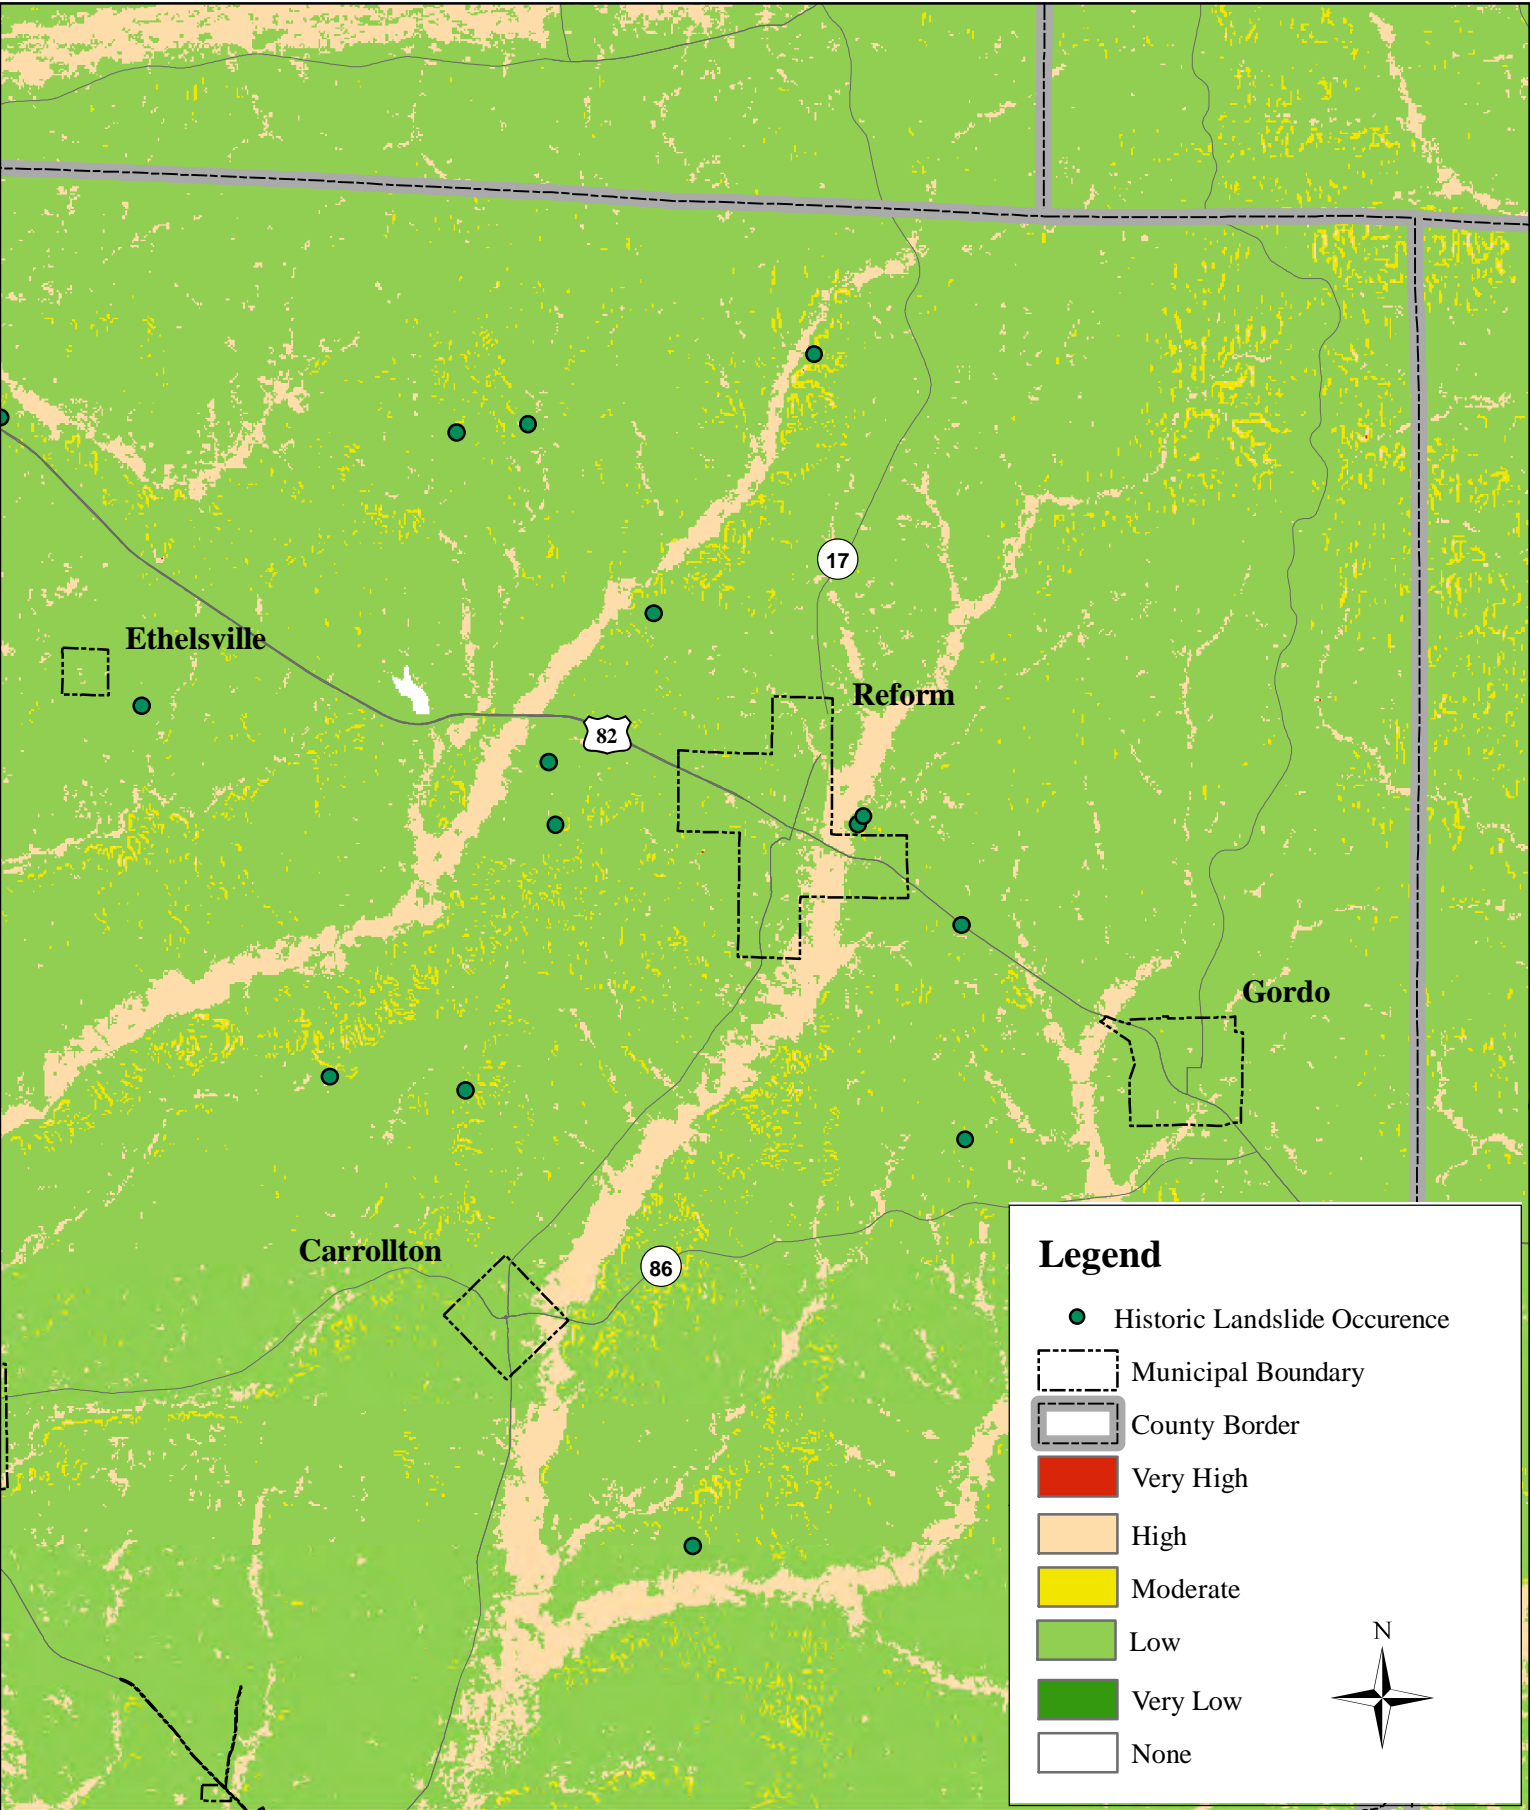 17
Ethelsville
Reform
82
Gordo
Carrollton
86
Legend
Historic Landslide Occurence
Municipal Boundary
County Border
Very High
High
Moderate
Low
Very Low
None
N